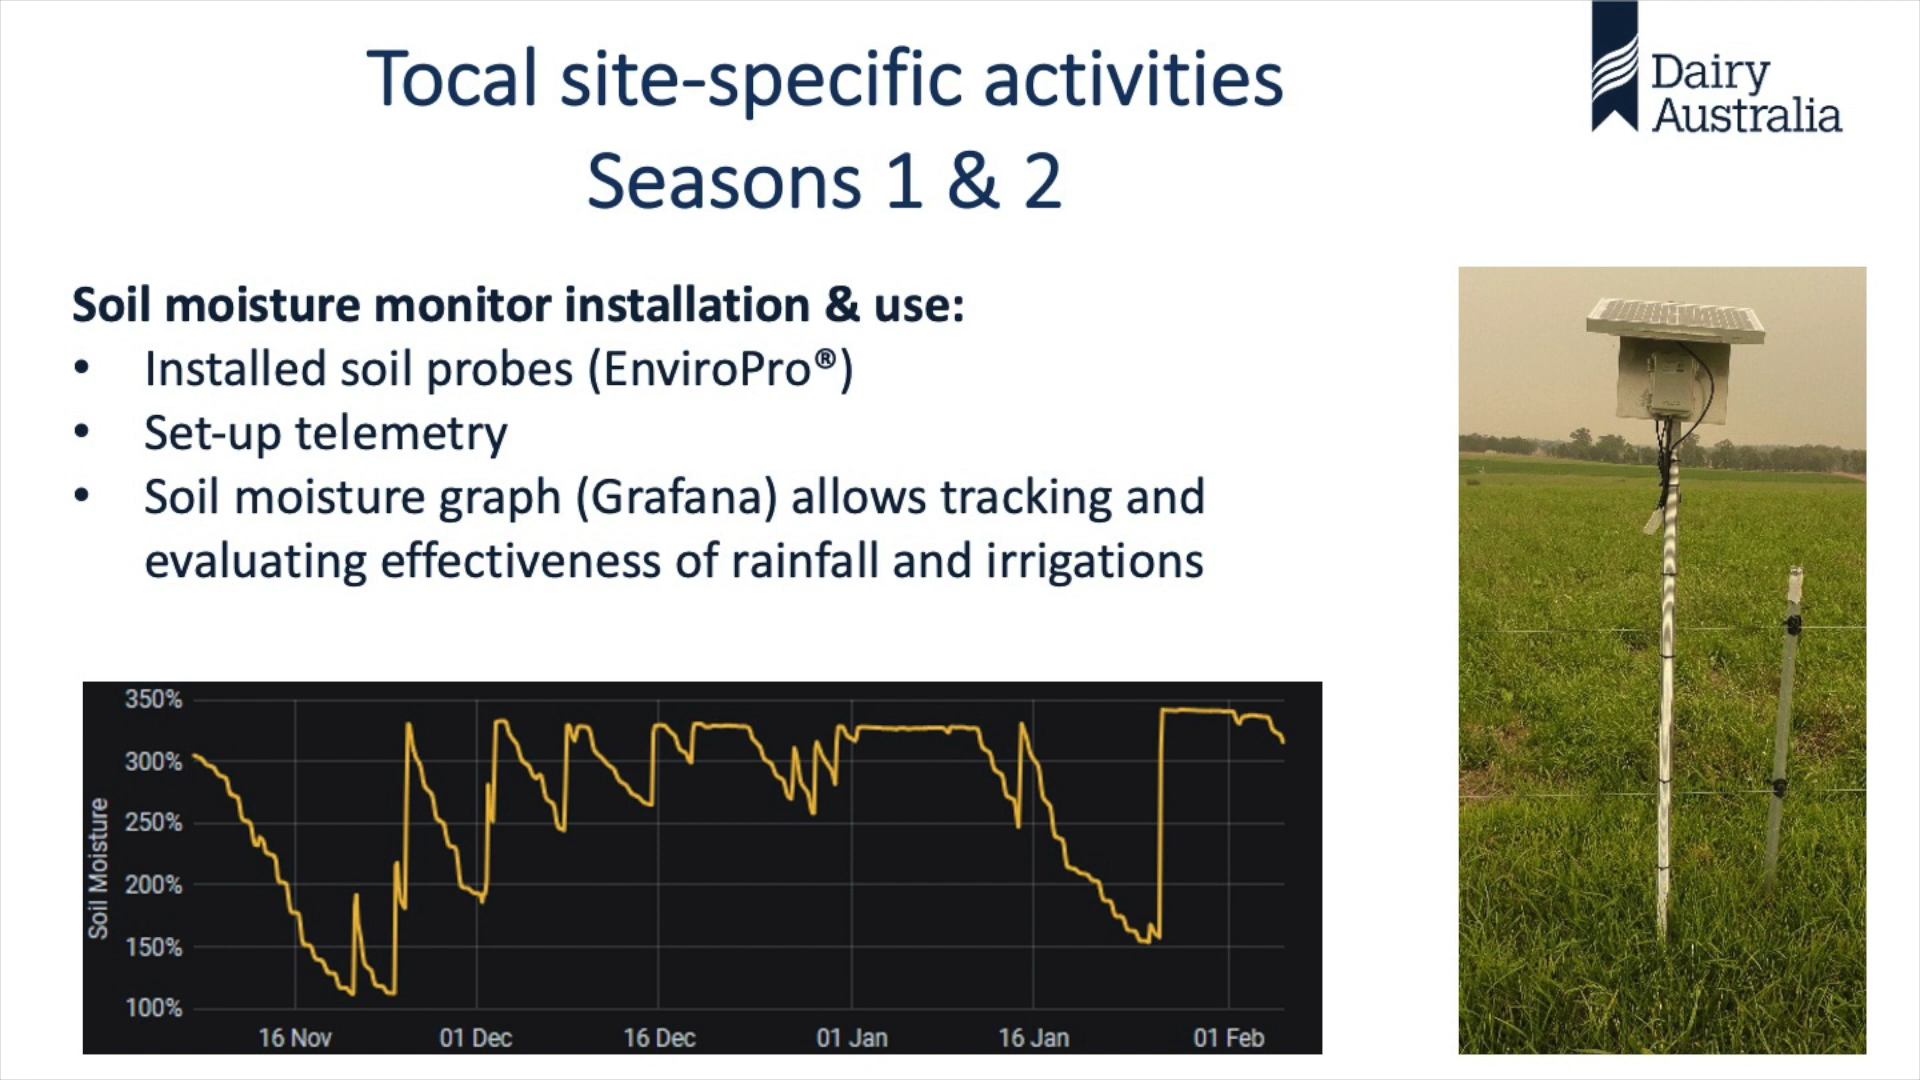 Tocal site-specific activities
Seasons 1 & 2
Dairy
Australia
Soil moisture monitor installation & use:
• Installed soil probes (EnviroPro®)
• Set-up telemetry
• Soil moisture graph (Grafana) allows tracking and
evaluating effectiveness of rainfall and irrigations
Soil Moisture
350%
300%
250%
200%
150%
100%
16 Nov 01 Dec 16 Dec 01 Jan 16 Jan 01 Feb